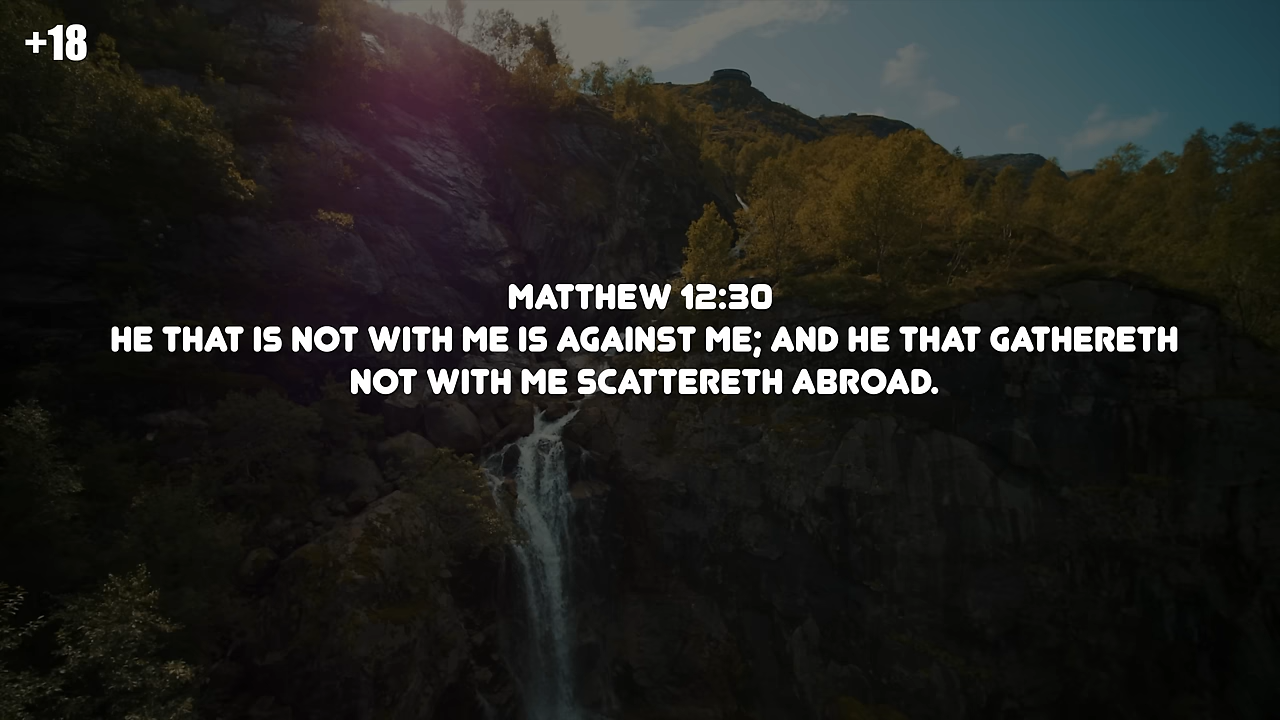 +18
MATTHEW 12:30
HE THAT IS NOT WITH ME IS AGAINST ME; AND HE THAT GATHERETH
NOT WITH ME SCATTERETH ABROAD.